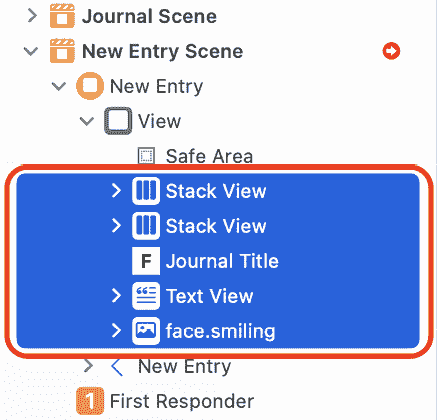 Journal Scene
New Entry Scene
New Entry
View
Safe Area
Stack View
Stack View
F Journal Title
Text View
face.smiling
New Entry
1 First Responder